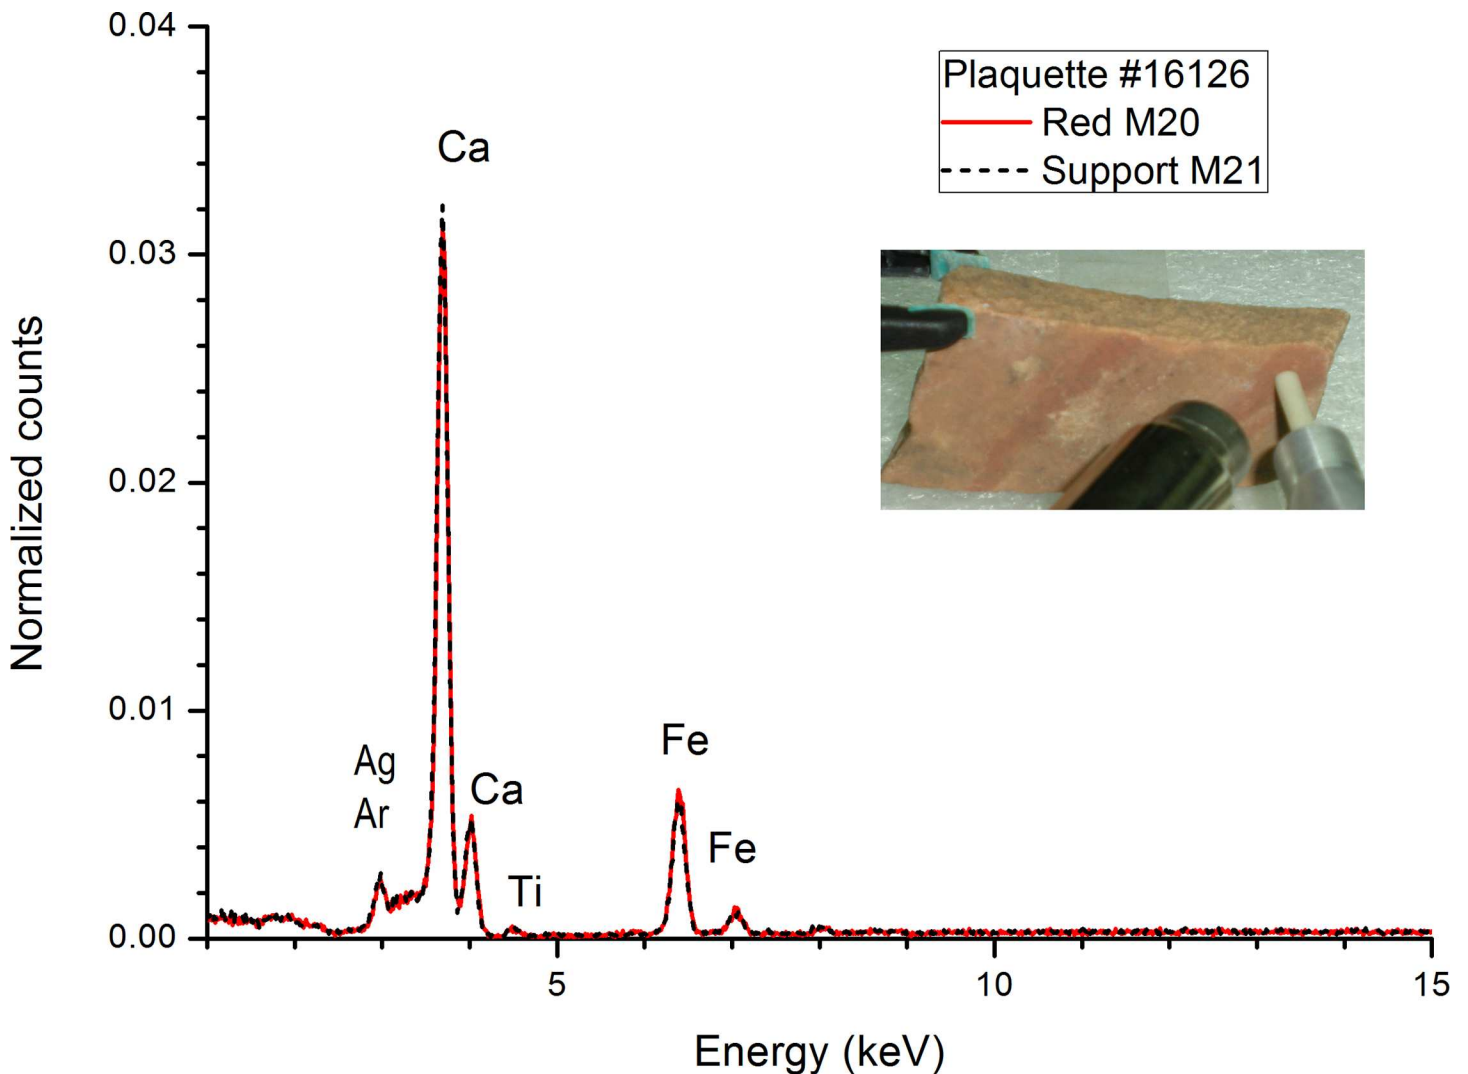 0.04
0.03
0.02
0.01
0.00
Normalized counts
Plaquette #16126
Red M20
Support M21
Ca
Ag
Ar
Ca
Ti
Fe
Fe
5
10
15
Energy (keV)